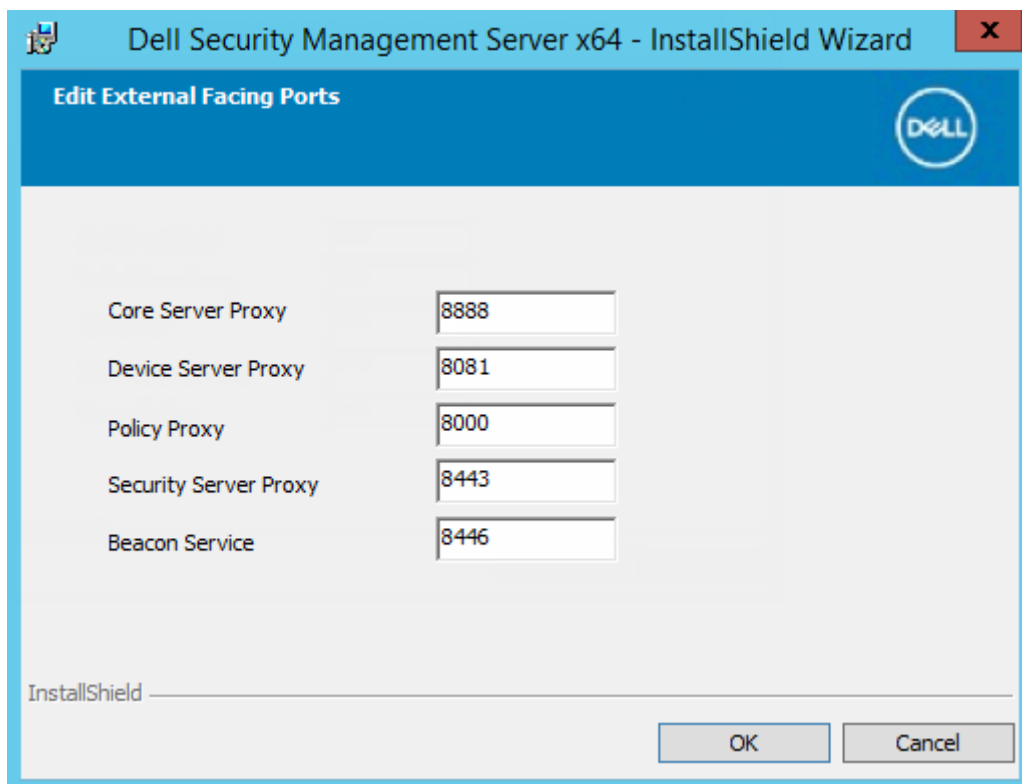 Dell Security Management Server x64 - InstallShield Wizard
x
Edit External Facing Ports
DELL
Core Server Proxy 8888
Device Server Proxy 8081
Policy Proxy 8000
Security Server Proxy 8443
Beacon Service 8446
InstallShield
OK Cancel